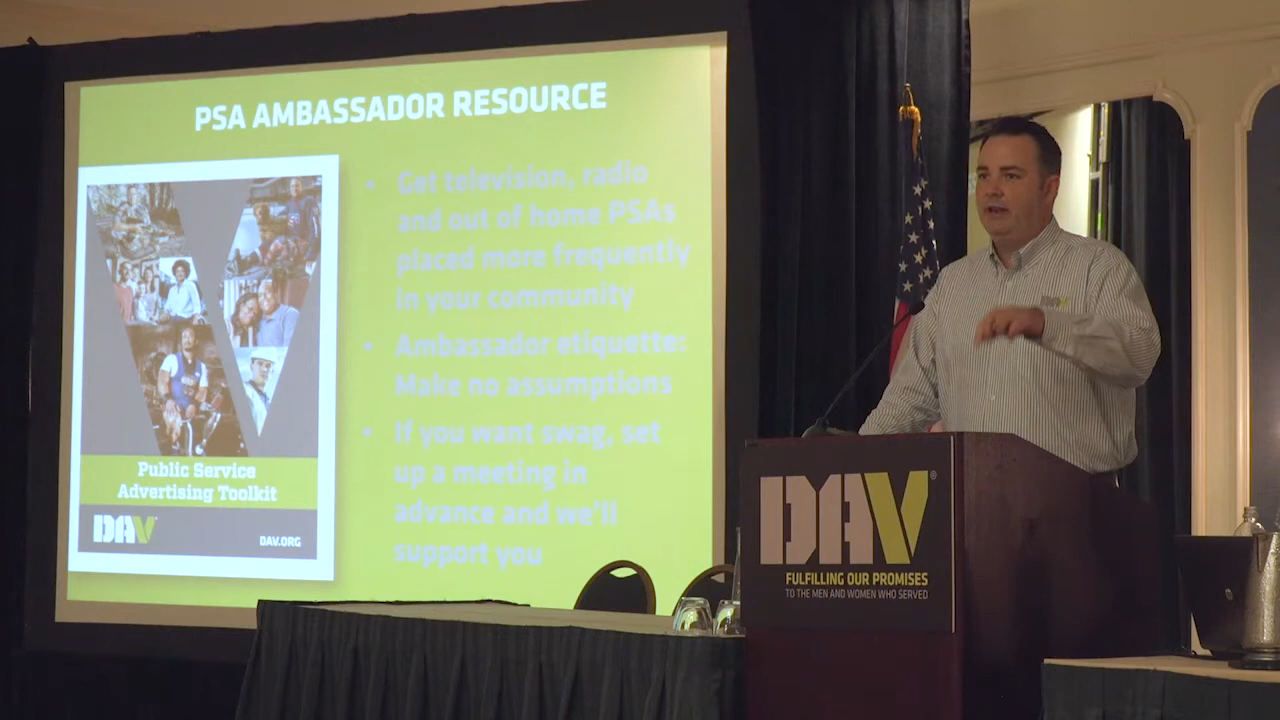 PSA AMBASSADOR RESOURCE
• Get television, radio
and out of home PSAs
placed more frequently
in your community
• Ambassador etiquette:
Make no assumptions
• If you want swag, set
up a meeting in
advance and we'll
support you
Public Service
Advertising Toolkit
DAV
DAV.ORG
DAV
DAV®
FULFILLING OUR PROMISES
TO THE MEN AND WOMEN WHO SERVED